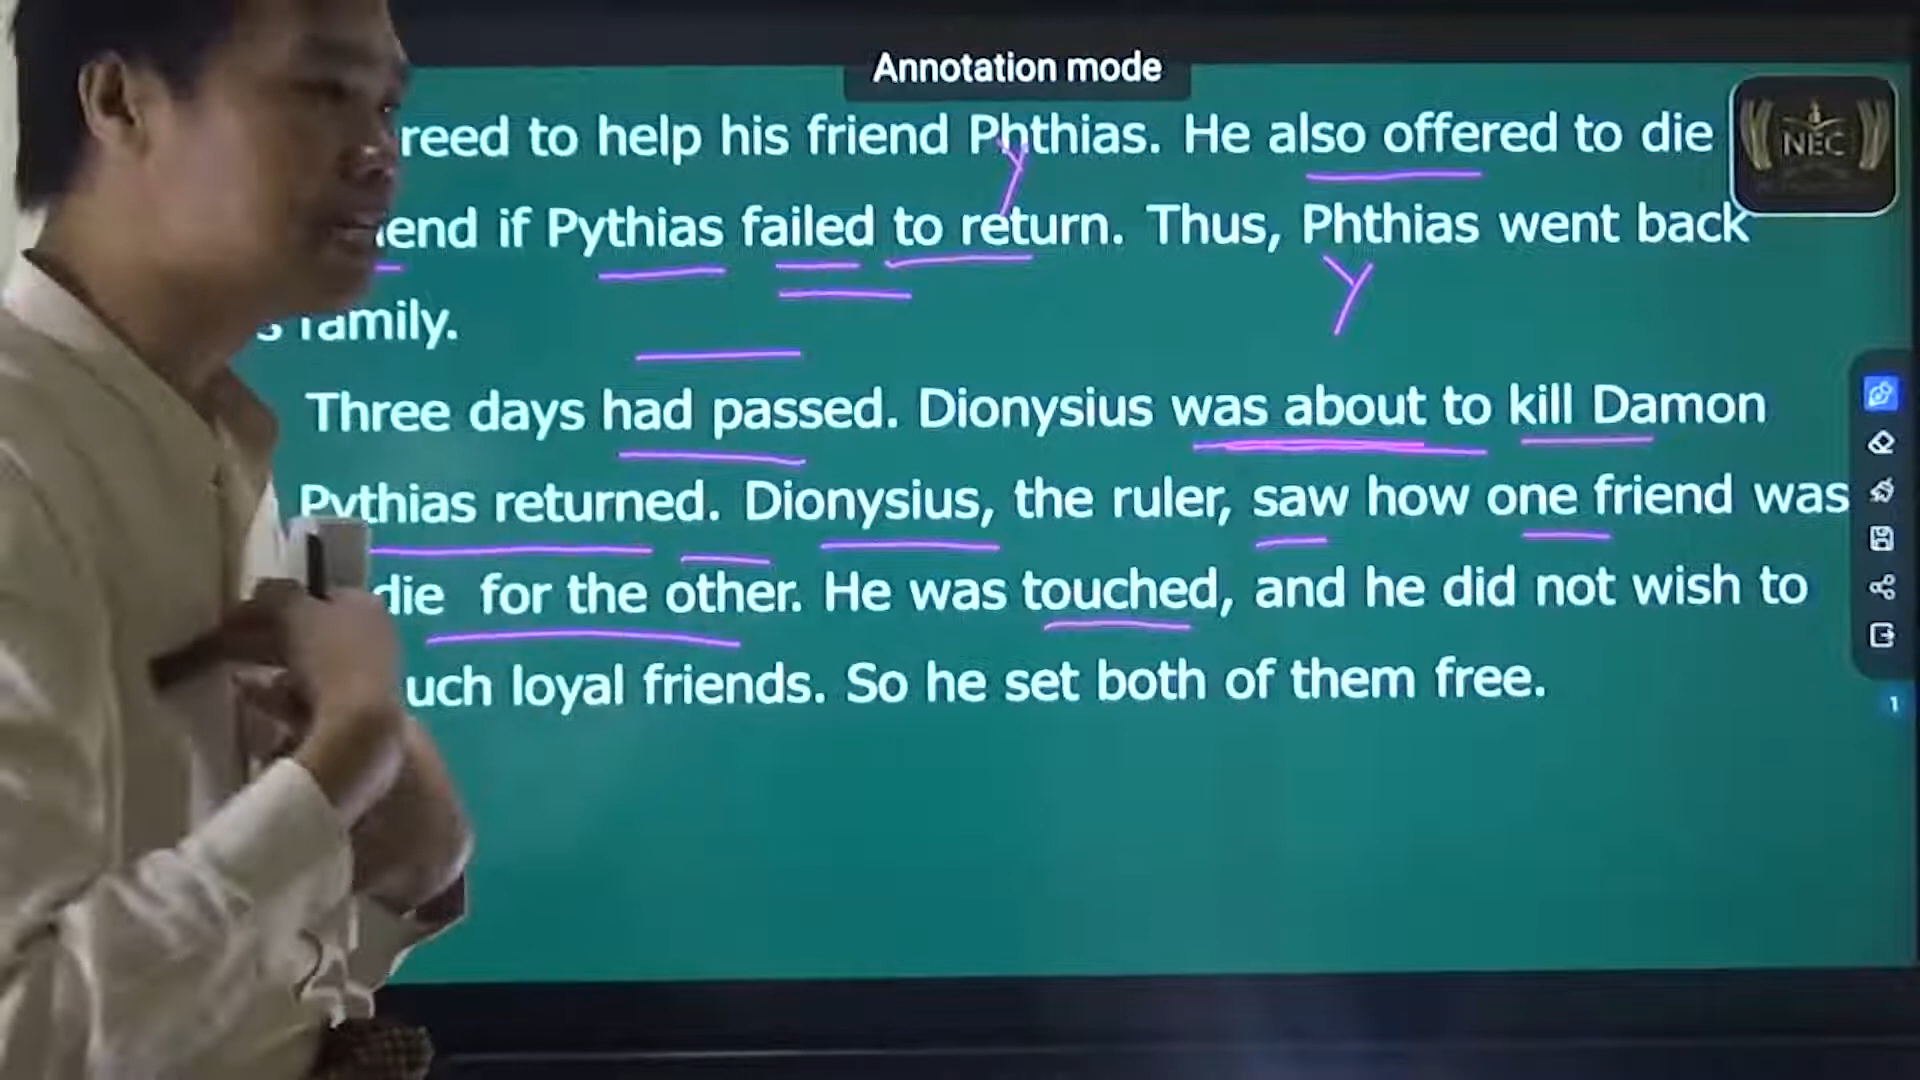 Annotation mode
reed to help his friend Phthias. He also offered to die
y
NEC
iend if Pythias failed to return. Thus, Phthias went back
y
s family.
Three days had passed. Dionysius was about to kill Damon
Pythias returned. Dionysius, the ruler, saw how one friend was
die for the other. He was touched, and he did not wish to
uch loyal friends. So he set both of them free.
1